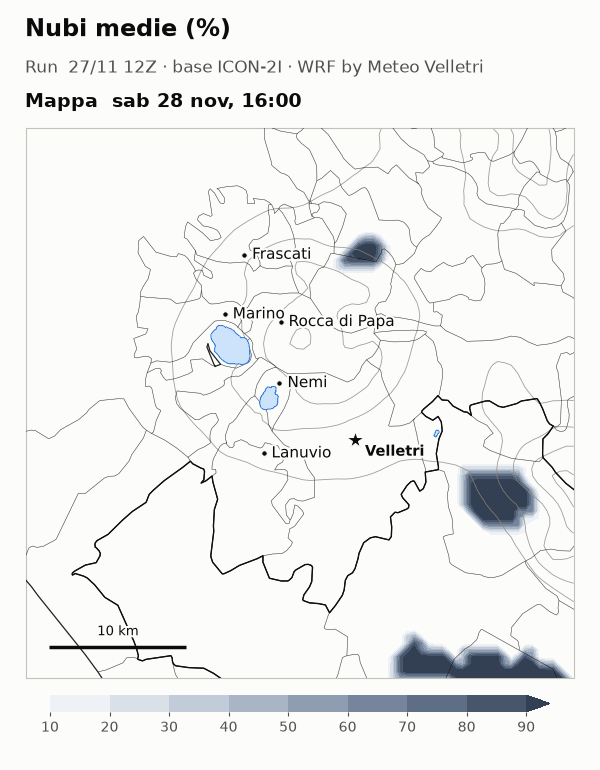 Nubi medie (%)
Run  27/11 12Z · base ICON-2I · WRF by Meteo Velletri
Mappa  sab 28 nov, 16:00
Frascati
Marino
Rocca di Papa
Nemi
Velletri
Lanuvio
10 km
10 20 30 40 50 60 70 80 90